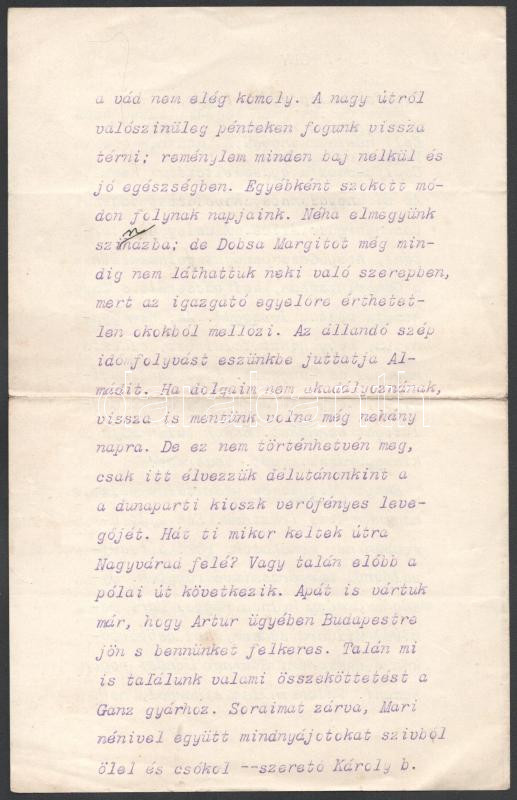 a vád nem elég komoly. A nagy útról
valószinüleg pénteken fogunk vissza
térni; reménylem minden baj nélkül és
jó egészségben. Egyébként szokott mó-
don folynak napjaink. Néha elmegyünk
szinházba; de Dobsa Margitot még min-
dig nem láthattuk neki való szerepben,
mert az igazgató egyelore érthetet-
len okokból mellőzi. Az állandó szép
idő folyvást eszünkbe juttatja Al-
mádit. Ha dolgaim nem akadályoznának,
vissza is mentünk volna még nehány
napra. De ez nem történhetvén meg,
csak itt élvezzük délutánonkint a
a dunaparti kioszk verőfényes leve-
gőjét. Hát ti mikor keltek útra
Nagyvárad felé? Vagy talán előbb a
pólai út következik. Apát is vártuk
már, hogy Artur ügyében Budapestre
jön s bennünket felkeres. Talán mi
is találunk valami összeköttetést a
Ganz gyárhoz. Soraimat zárva, Mari
nénivel együtt mindnyájotokat szivből
ölel és csókol --szerető Károly b.